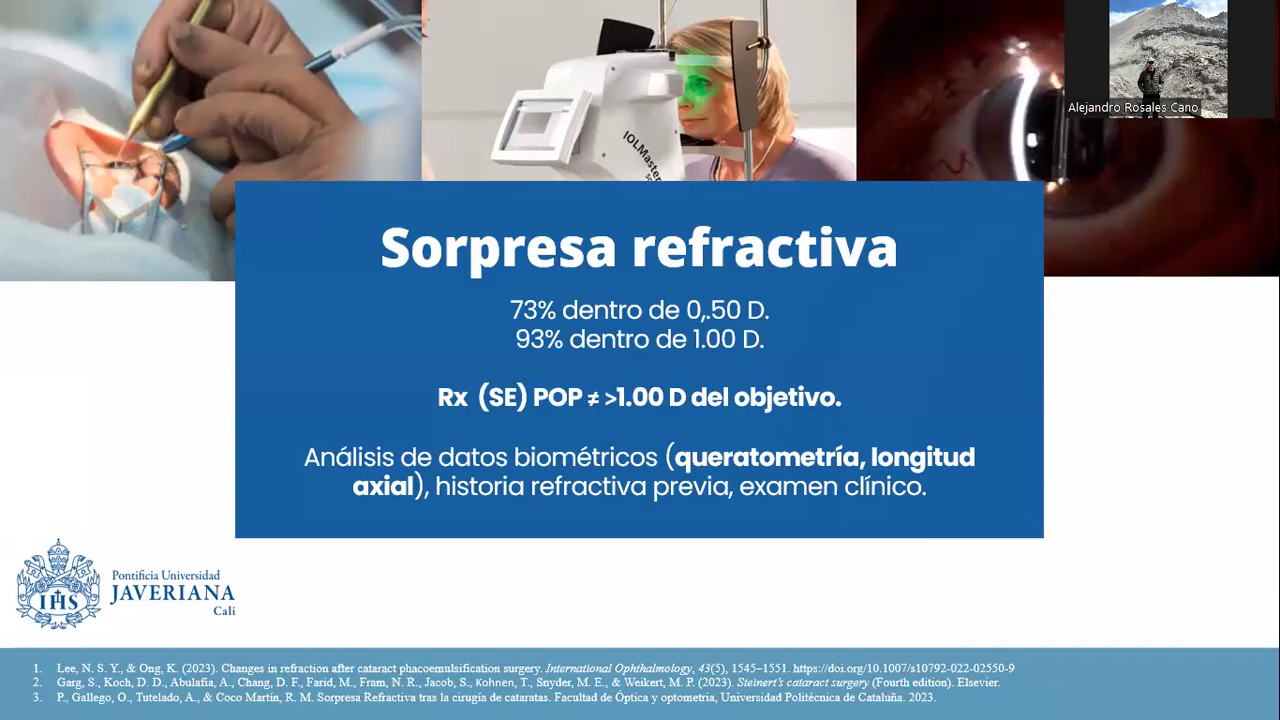 IOLMaster
Alejandro Rosales Cano
Sorpresa refractiva
73% dentro de 0,.50 D.
93% dentro de 1.00 D.
Rx (SE) POP ≠ >1.00 D del objetivo.
Análisis de datos biométricos (queratometría, longitud
axial), historia refractiva previa, examen clínico.
Pontificia Universidad
JAVERIANA
Cali
IHS
1. Lee, N. S. Y., & Ong, K. (2023). Changes in refraction after cataract phacoemulsification surgery. International Ophthalmology, 43(5), 1545–1551. https://doi.org/10.1007/s10792-022-02550-9
2. Garg, S., Koch, D. D., Abulafia, A., Chang, D. F., Farid, M., Fram, N. R., Jacob, S., Kohnen, T., Snyder, M. E., & Weikert, M. P. (2023) Steinert's cataract surgery (Fourth edition). Elsevier.
3. P., Gallego, O., Tutelado, A., & Coco Martín, R. M. Sorpresa Refractiva tras la cirugía de cataratas. Facultad de Óptica y optometria, Universidad Politécnica de Cataluña. 2023.